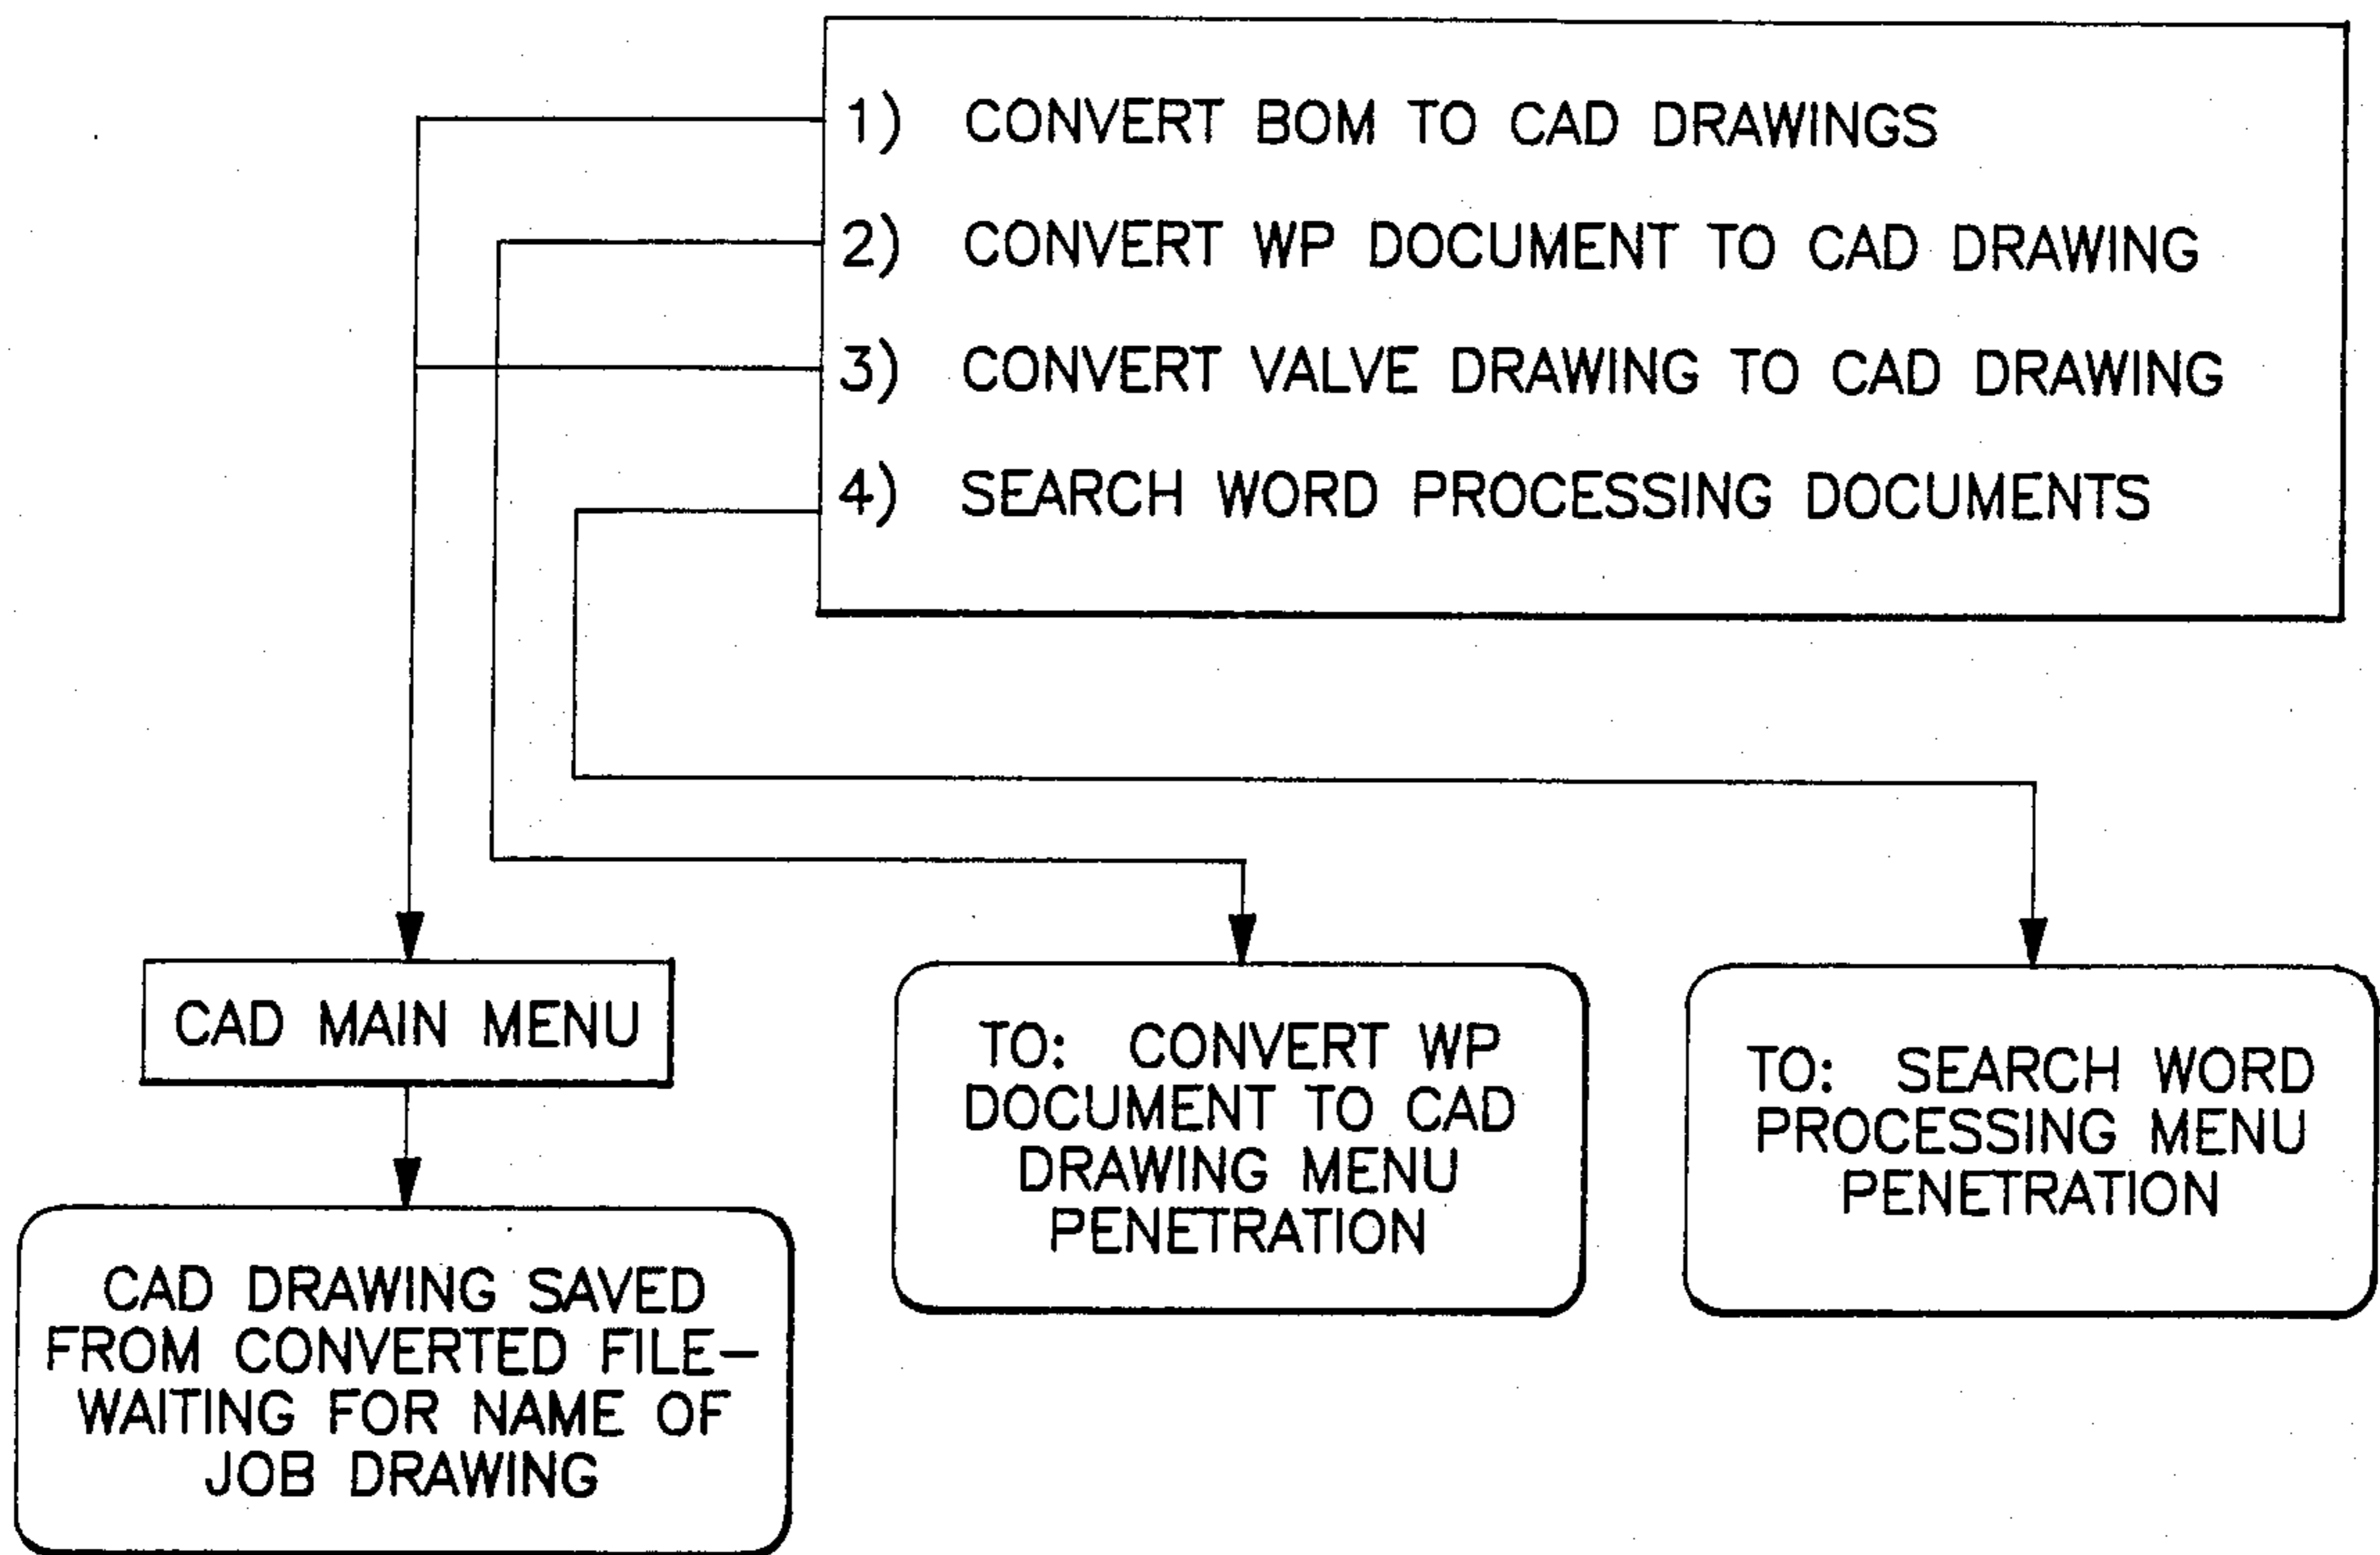 1) CONVERT BOM TO CAD DRAWINGS
2) CONVERT WP DOCUMENT TO CAD DRAWING
3) CONVERT VALVE DRAWING TO CAD DRAWING
4) SEARCH WORD PROCESSING DOCUMENTS
CAD MAIN MENU
CAD DRAWING SAVED
FROM CONVERTED FILE—
WAITING FOR NAME OF
JOB DRAWING
TO: CONVERT WP
DOCUMENT TO CAD
DRAWING MENU
PENETRATION
TO: SEARCH WORD
PROCESSING MENU
PENETRATION